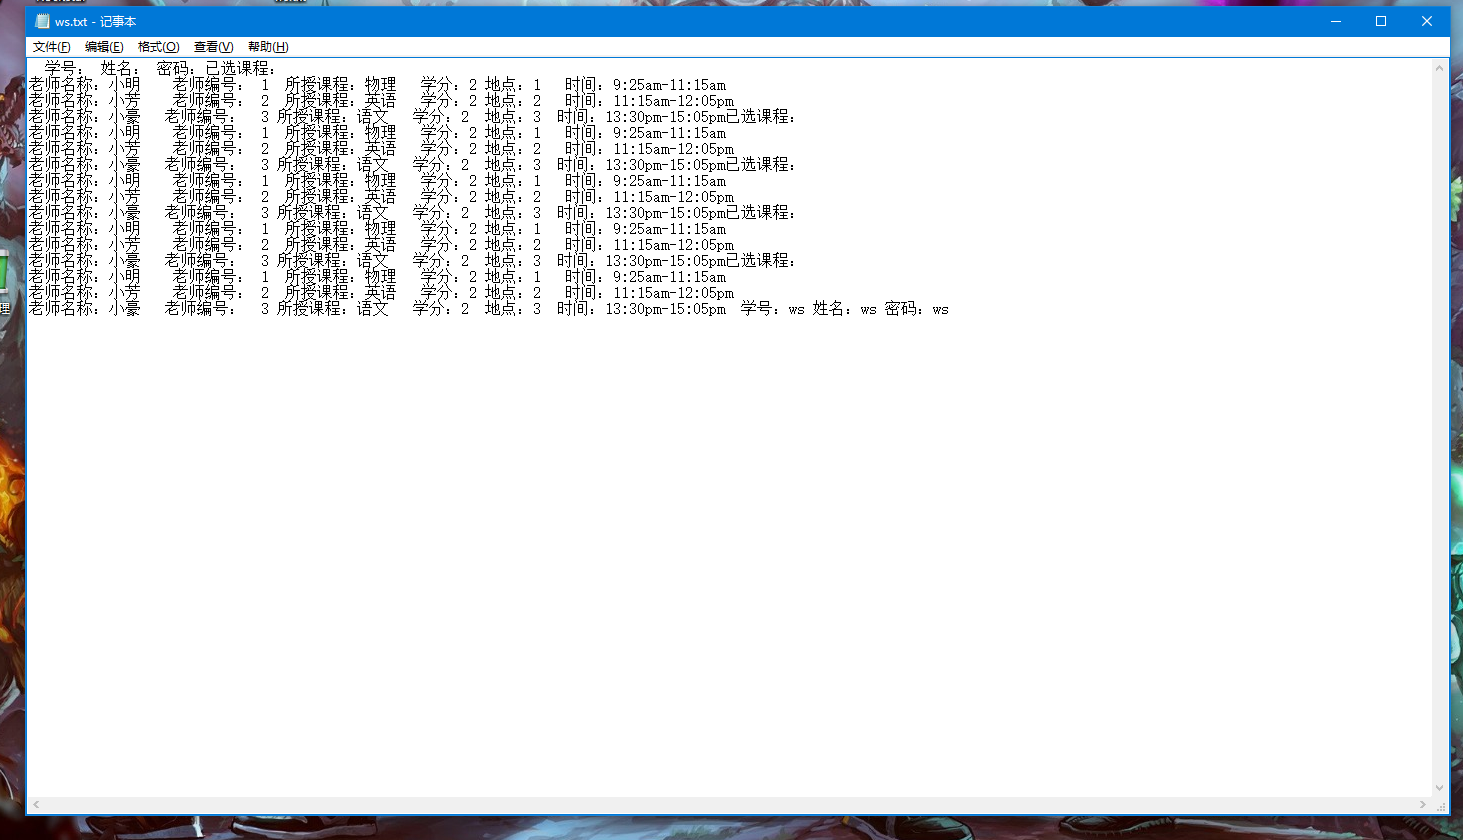 ws.txt - 记事本
文件(F) 编辑(E) 格式(O) 查看(V) 帮助(H)
学号： 姓名： 密码：已选课程：
老师名称：小明 老师编号： 1 所授课程：物理 学分：2 地点：1 时间：9:25am-11:15am
老师名称：小芳 老师编号： 2 所授课程：英语 学分：2 地点：2 时间：11:15am-12:05pm
老师名称：小豪 老师编号： 3 所授课程：语文 学分：2 地点：3 时间：13:30pm-15:05pm已选课程：
老师名称：小明 老师编号： 1 所授课程：物理 学分：2 地点：1 时间：9:25am-11:15am
老师名称：小芳 老师编号： 2 所授课程：英语 学分：2 地点：2 时间：11:15am-12:05pm
老师名称：小豪 老师编号： 3 所授课程：语文 学分：2 地点：3 时间：13:30pm-15:05pm已选课程：
老师名称：小明 老师编号： 1 所授课程：物理 学分：2 地点：1 时间：9:25am-11:15am
老师名称：小芳 老师编号： 2 所授课程：英语 学分：2 地点：2 时间：11:15am-12:05pm
老师名称：小豪 老师编号： 3 所授课程：语文 学分：2 地点：3 时间：13:30pm-15:05pm已选课程：
老师名称：小明 老师编号： 1 所授课程：物理 学分：2 地点：1 时间：9:25am-11:15am
老师名称：小芳 老师编号： 2 所授课程：英语 学分：2 地点：2 时间：11:15am-12:05pm
老师名称：小豪 老师编号： 3 所授课程：语文 学分：2 地点：3 时间：13:30pm-15:05pm已选课程：
老师名称：小明 老师编号： 1 所授课程：物理 学分：2 地点：1 时间：9:25am-11:15am
老师名称：小芳 老师编号： 2 所授课程：英语 学分：2 地点：2 时间：11:15am-12:05pm
老师名称：小豪 老师编号： 3 所授课程：语文 学分：2 地点：3 时间：13:30pm-15:05pm 学号：ws 姓名：ws 密码：ws
理